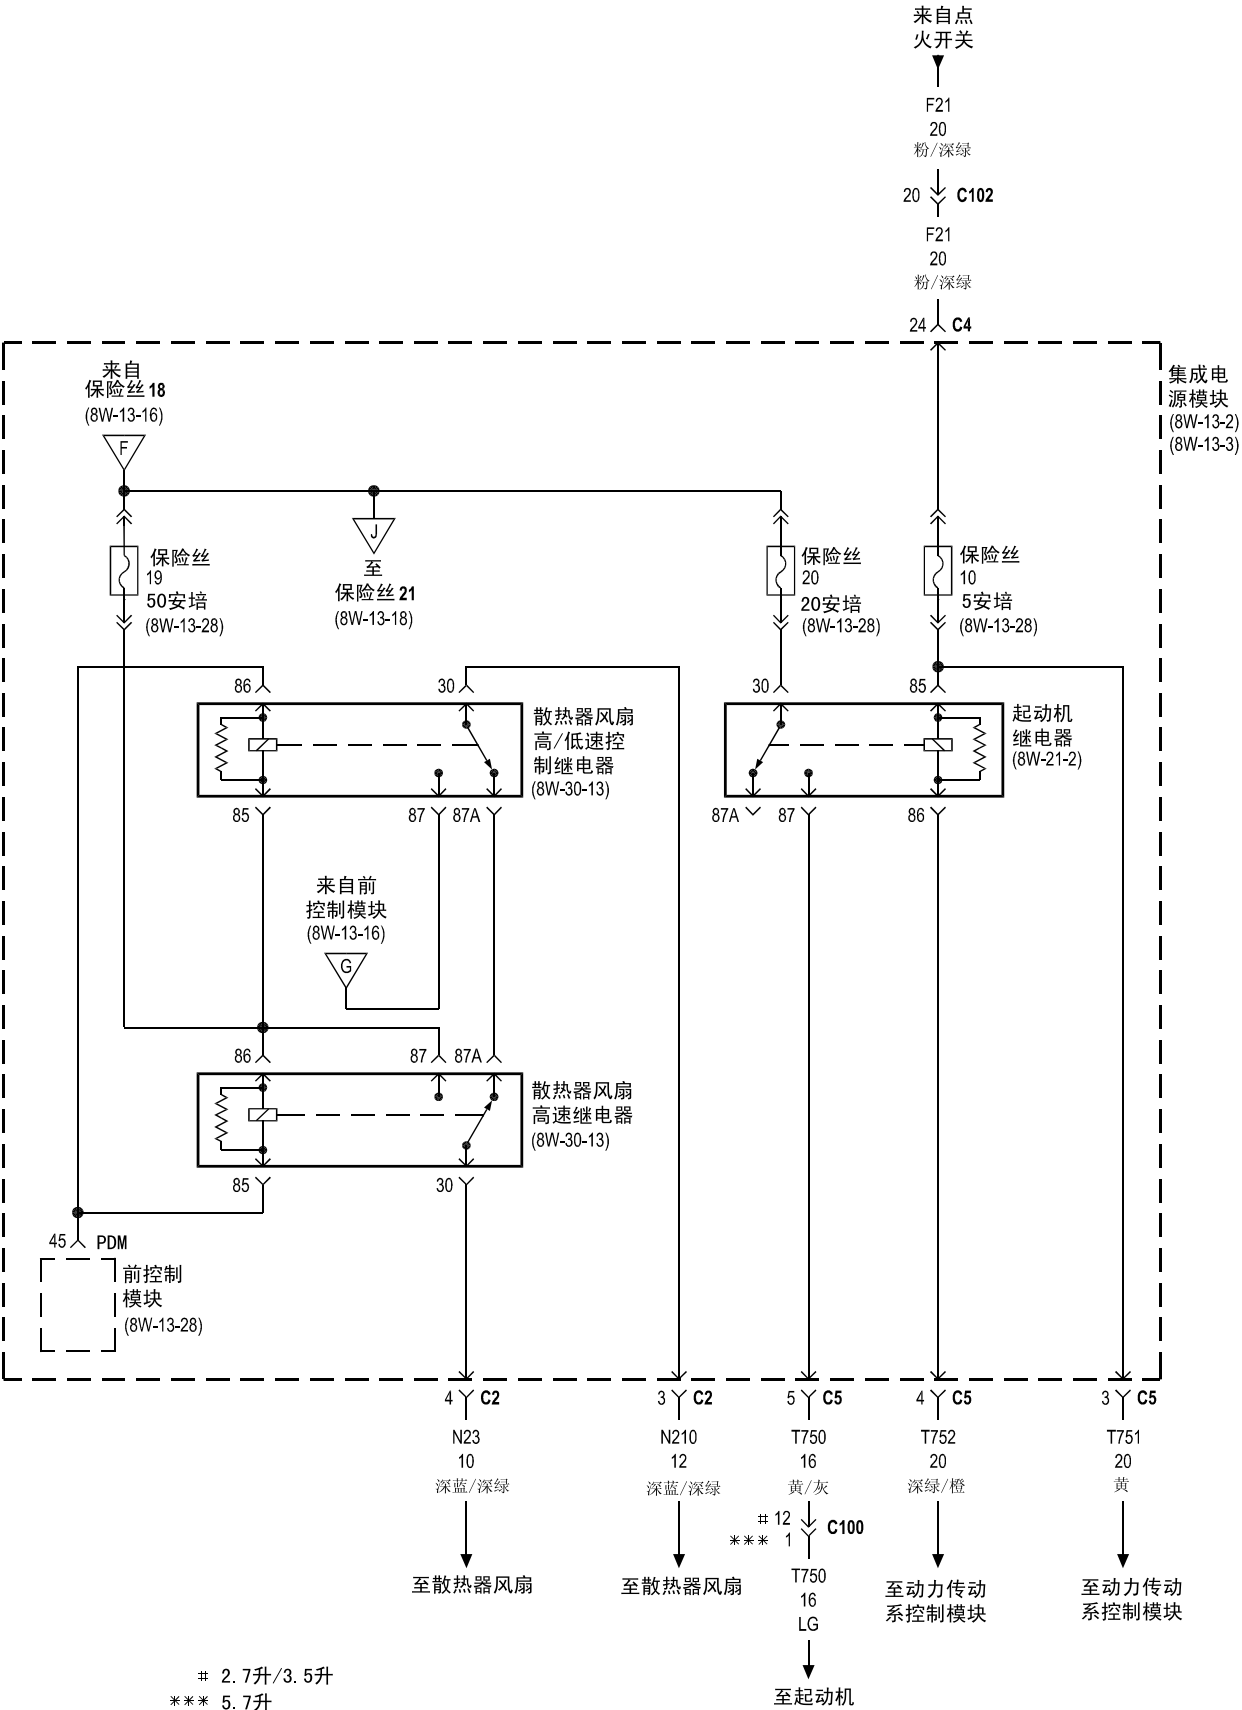 来自点
火开关
F21
20
粉/深绿
20 C102
F21
20
粉/深绿
24 C4
集成电
源模块
(8W-13-2)
(8W-13-3)
来自
保险丝 18
(8W-13-16)
F
J
至
保险丝 21
(8W-13-18)
保险丝
19
50安培
(8W-13-28)
保险丝
20
20安培
(8W-13-28)
保险丝
10
5安培
(8W-13-28)
86 30
散热器风扇
高/低速控
制继电器
(8W-30-13)
85 87 87A
30 85
起动机
继电器
(8W-21-2)
87A 87 86
来自前
控制模块
(8W-13-16)
G
86 87 87A
散热器风扇
高速继电器
(8W-30-13)
85 30
45 PDM
前控制
模块
(8W-13-28)
4 C2
N23
10
深蓝/深绿
至散热器风扇
3 C2
N210
12
深蓝/深绿
至散热器风扇
5 C5
T750
16
黄/灰
# 12
*** 1
C100
T750
16
LG
至起动机
4 C5
T752
20
深绿/橙
至动力传动
系控制模块
3 C5
T751
20
黄
至动力传动
系控制模块
# 2.7升/3.5升
*** 5.7升